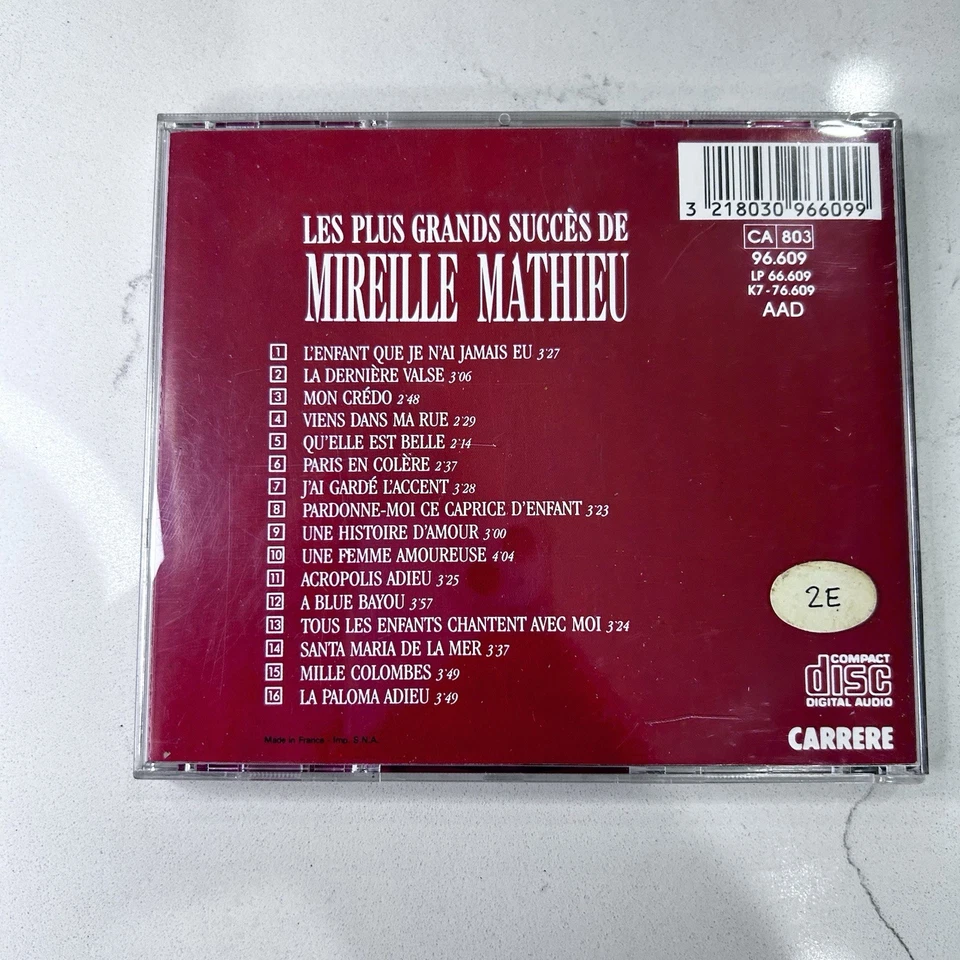 3 218030 966099
CA 803
96.609
LP 66.609
K7-76.609
AAD
LES PLUS GRANDS SUCCÈS DE
MIREILLE MATHIEU
1 L'ENFANT QUE JE N'AI JAMAIS EU 3'27
2 LA DERNIÈRE VALSE 3'06
3 MON CRÉDO 2'48
4 VIENS DANS MA RUE 2'29
5 QU'ELLE EST BELLE 2'14
6 PARIS EN COLÈRE 2'37
7 J'AI GARDÉ L'ACCENT 3'28
8 PARDONNE-MOI CE CAPRICE D'ENFANT 3'23
9 UNE HISTOIRE D'AMOUR 3'00
10 UNE FEMME AMOUREUSE 4'04
11 ACROPOLIS ADIEU 3'25
12 A BLUE BAYOU 3'57
13 TOUS LES ENFANTS CHANTENT AVEC MOI 3'24
14 SANTA MARIA DE LA MER 3'37
15 MILLE COLOMBES 3'49
16 LA PALOMA ADIEU 3'49
2E
COMPACT
disc
DIGITAL AUDIO
CARRERE
Made in France - Imp. S.N.A.